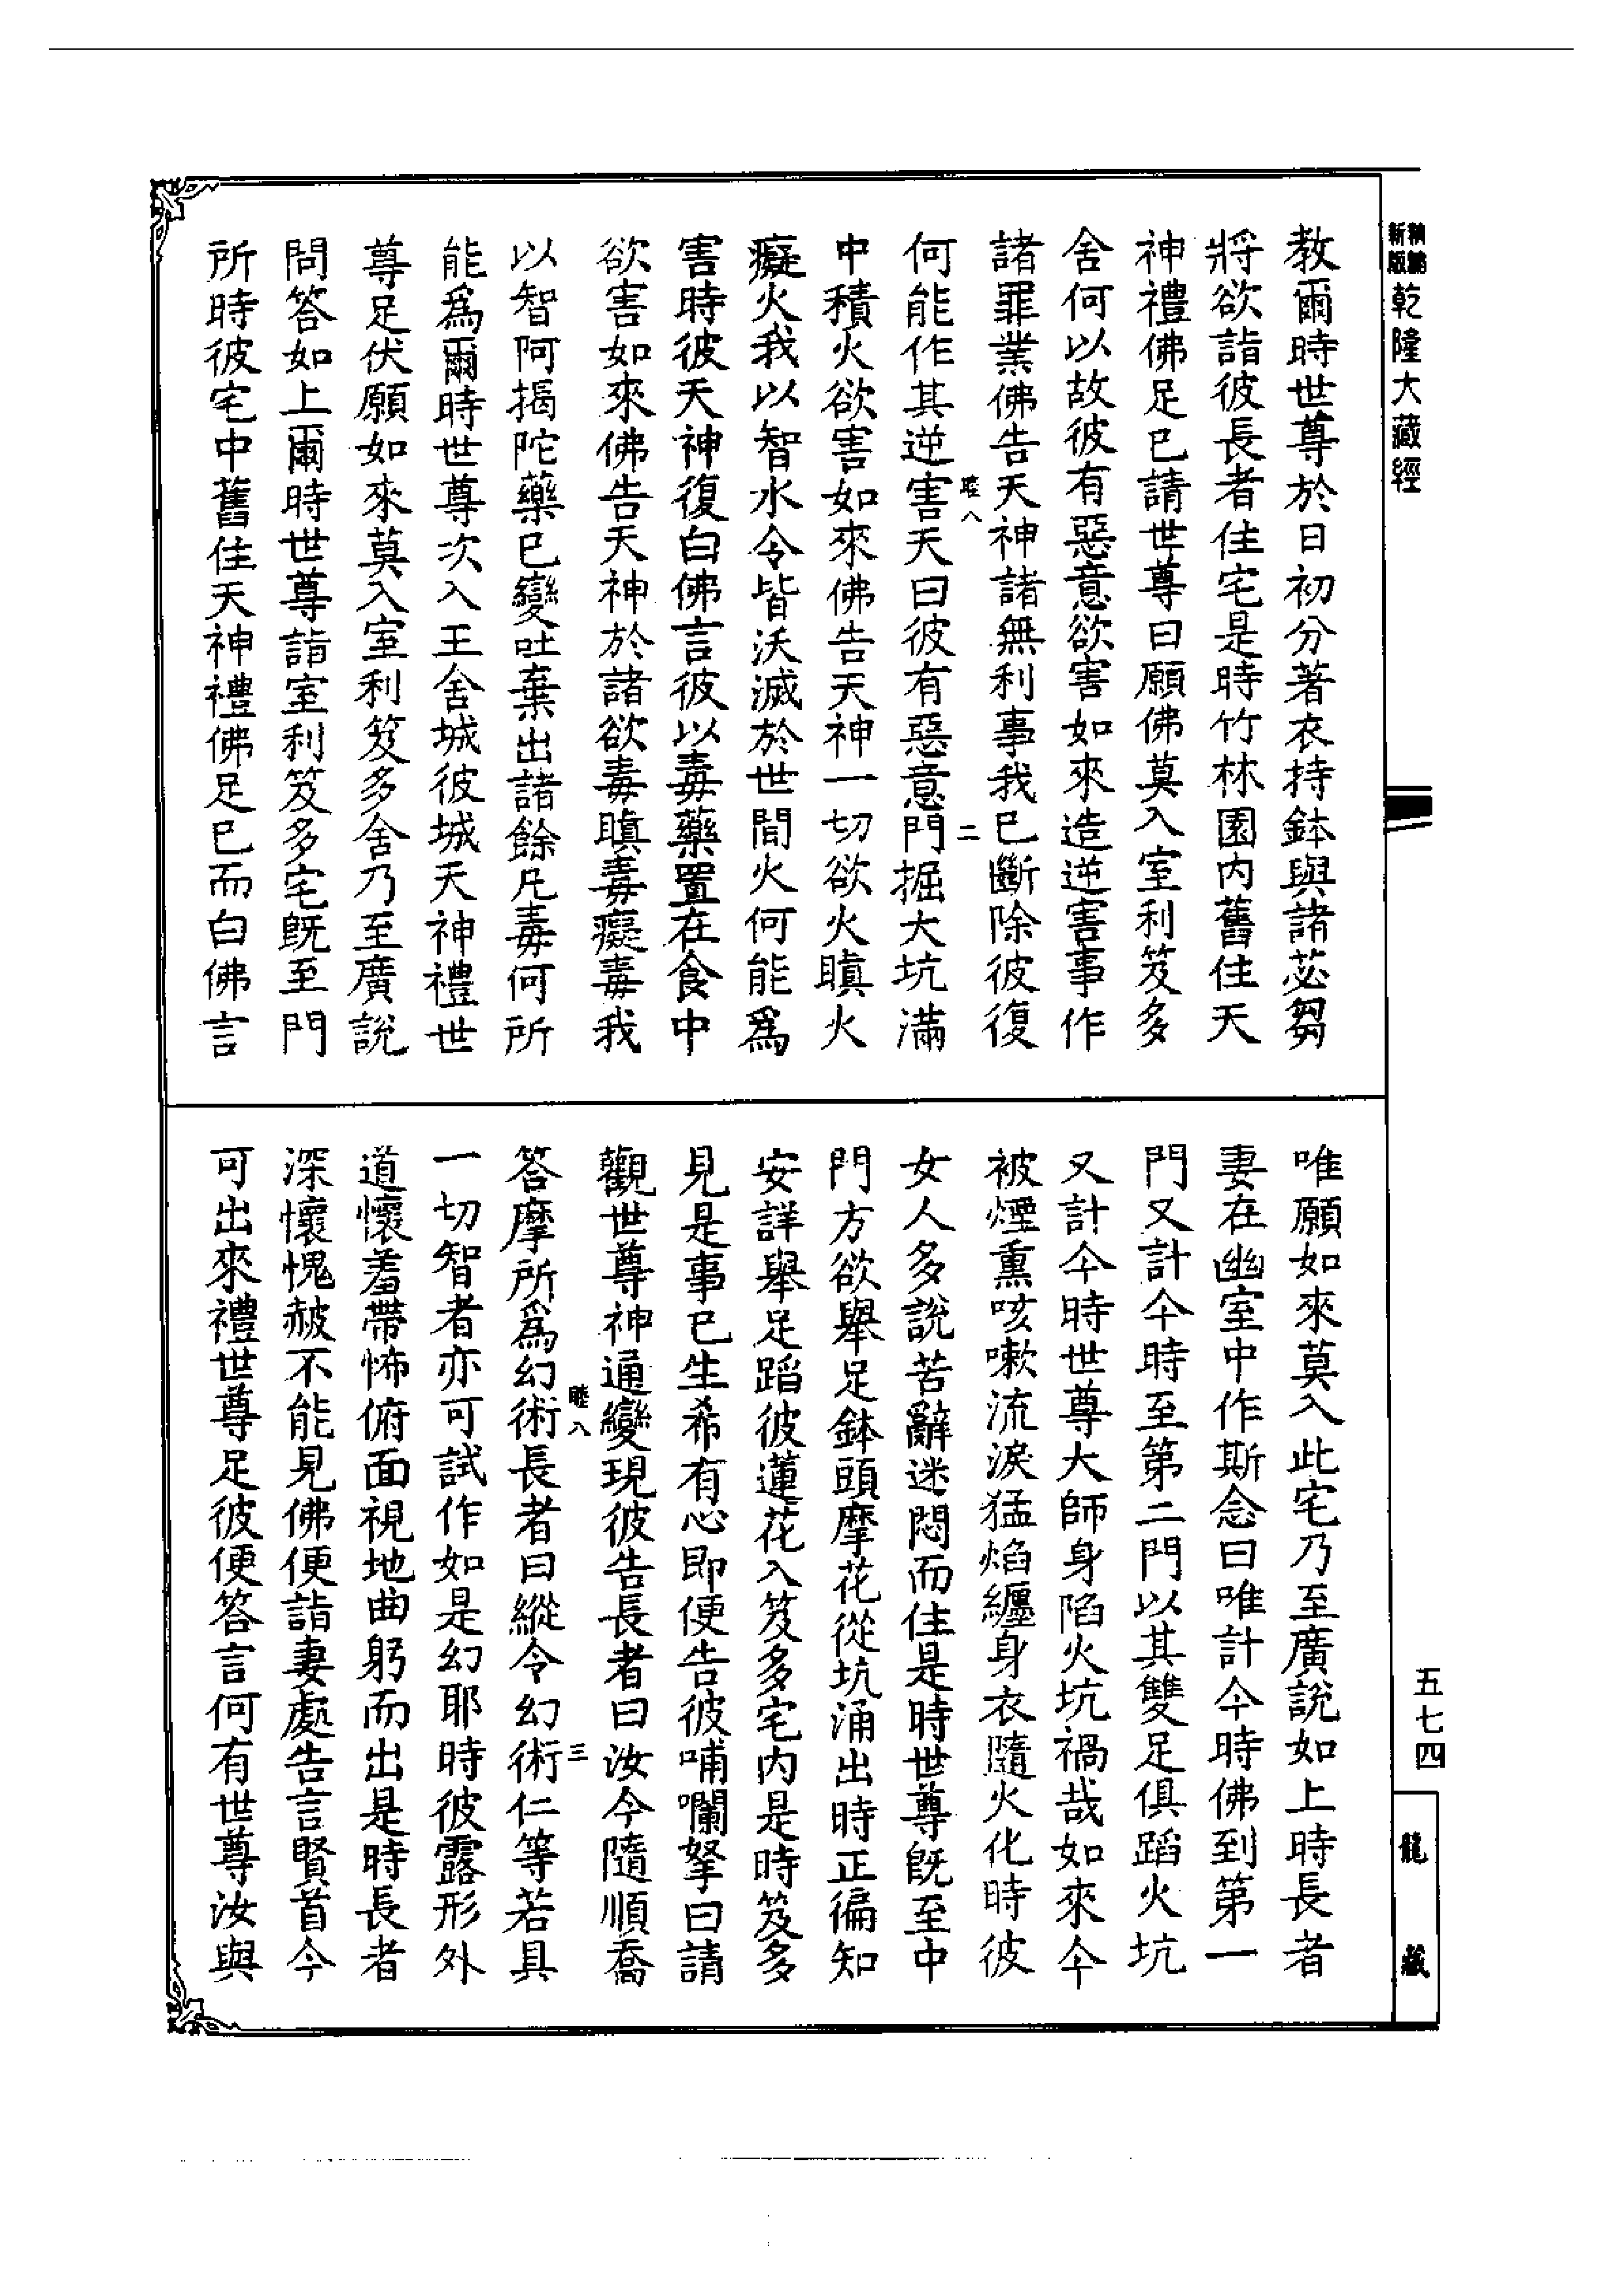 新版精縮乾隆大藏經
教爾時世尊於日初分著衣持鉢與諸苾芻
將欲詣彼長者住宅是時竹林園內舊住天
神禮佛足已請世尊曰願佛莫入室利笈多
舍何以故彼有惡意欲害如來造逆害事作
諸罪業佛告天神諸無利事我已斷除彼復
睦八 二
何能作其逆害天曰彼有惡意門掘大坑滿
中積火欲害如來佛告天神一切欲火瞋火
癡火我以智水令皆沃滅於世間火何能為
害時彼天神復白佛言彼以毒藥置在食中
欲害如來佛告天神於諸欲毒瞋毒癡毒我
以智阿揭陀藥已變吐棄出諸餘凡毒何所
能為爾時世尊次入王舍城彼城天神禮世
尊足伏願如來莫入室利笈多舍乃至廣說
問答如上爾時世尊詣室利笈多宅既至門
所時彼宅中舊住天神禮佛足已而白佛言
唯願如來莫入此宅乃至廣說如上時長者
妻在幽室中作斯念曰唯計今時佛到第一
門又計今時至第二門以其雙足俱蹈火坑
又計今時世尊大師身陷火坑禍哉如來今
被煙熏咳嗽流淚猛焰纏身衣隨火化時彼
女人多說苦辭迷悶而住是時世尊既至中
門方欲舉足鉢頭摩花從坑涌出時正徧知
安詳舉足蹈彼蓮花入笈多宅內是時笈多
見是事已生希有心即便告彼哺囒拏曰請
觀世尊神通變現彼告長者曰汝今隨順喬
睦八 三
答摩所為幻術長者曰縱令幻術仁等若具
一切智者亦可試作如是幻耶時彼露形外
道懷羞帶怖俯面視地曲躬而出是時長者
深懷愧赧不能見佛便詣妻處告言賢首今
可出來禮世尊足彼便答言何有世尊汝與
五七四
龍藏